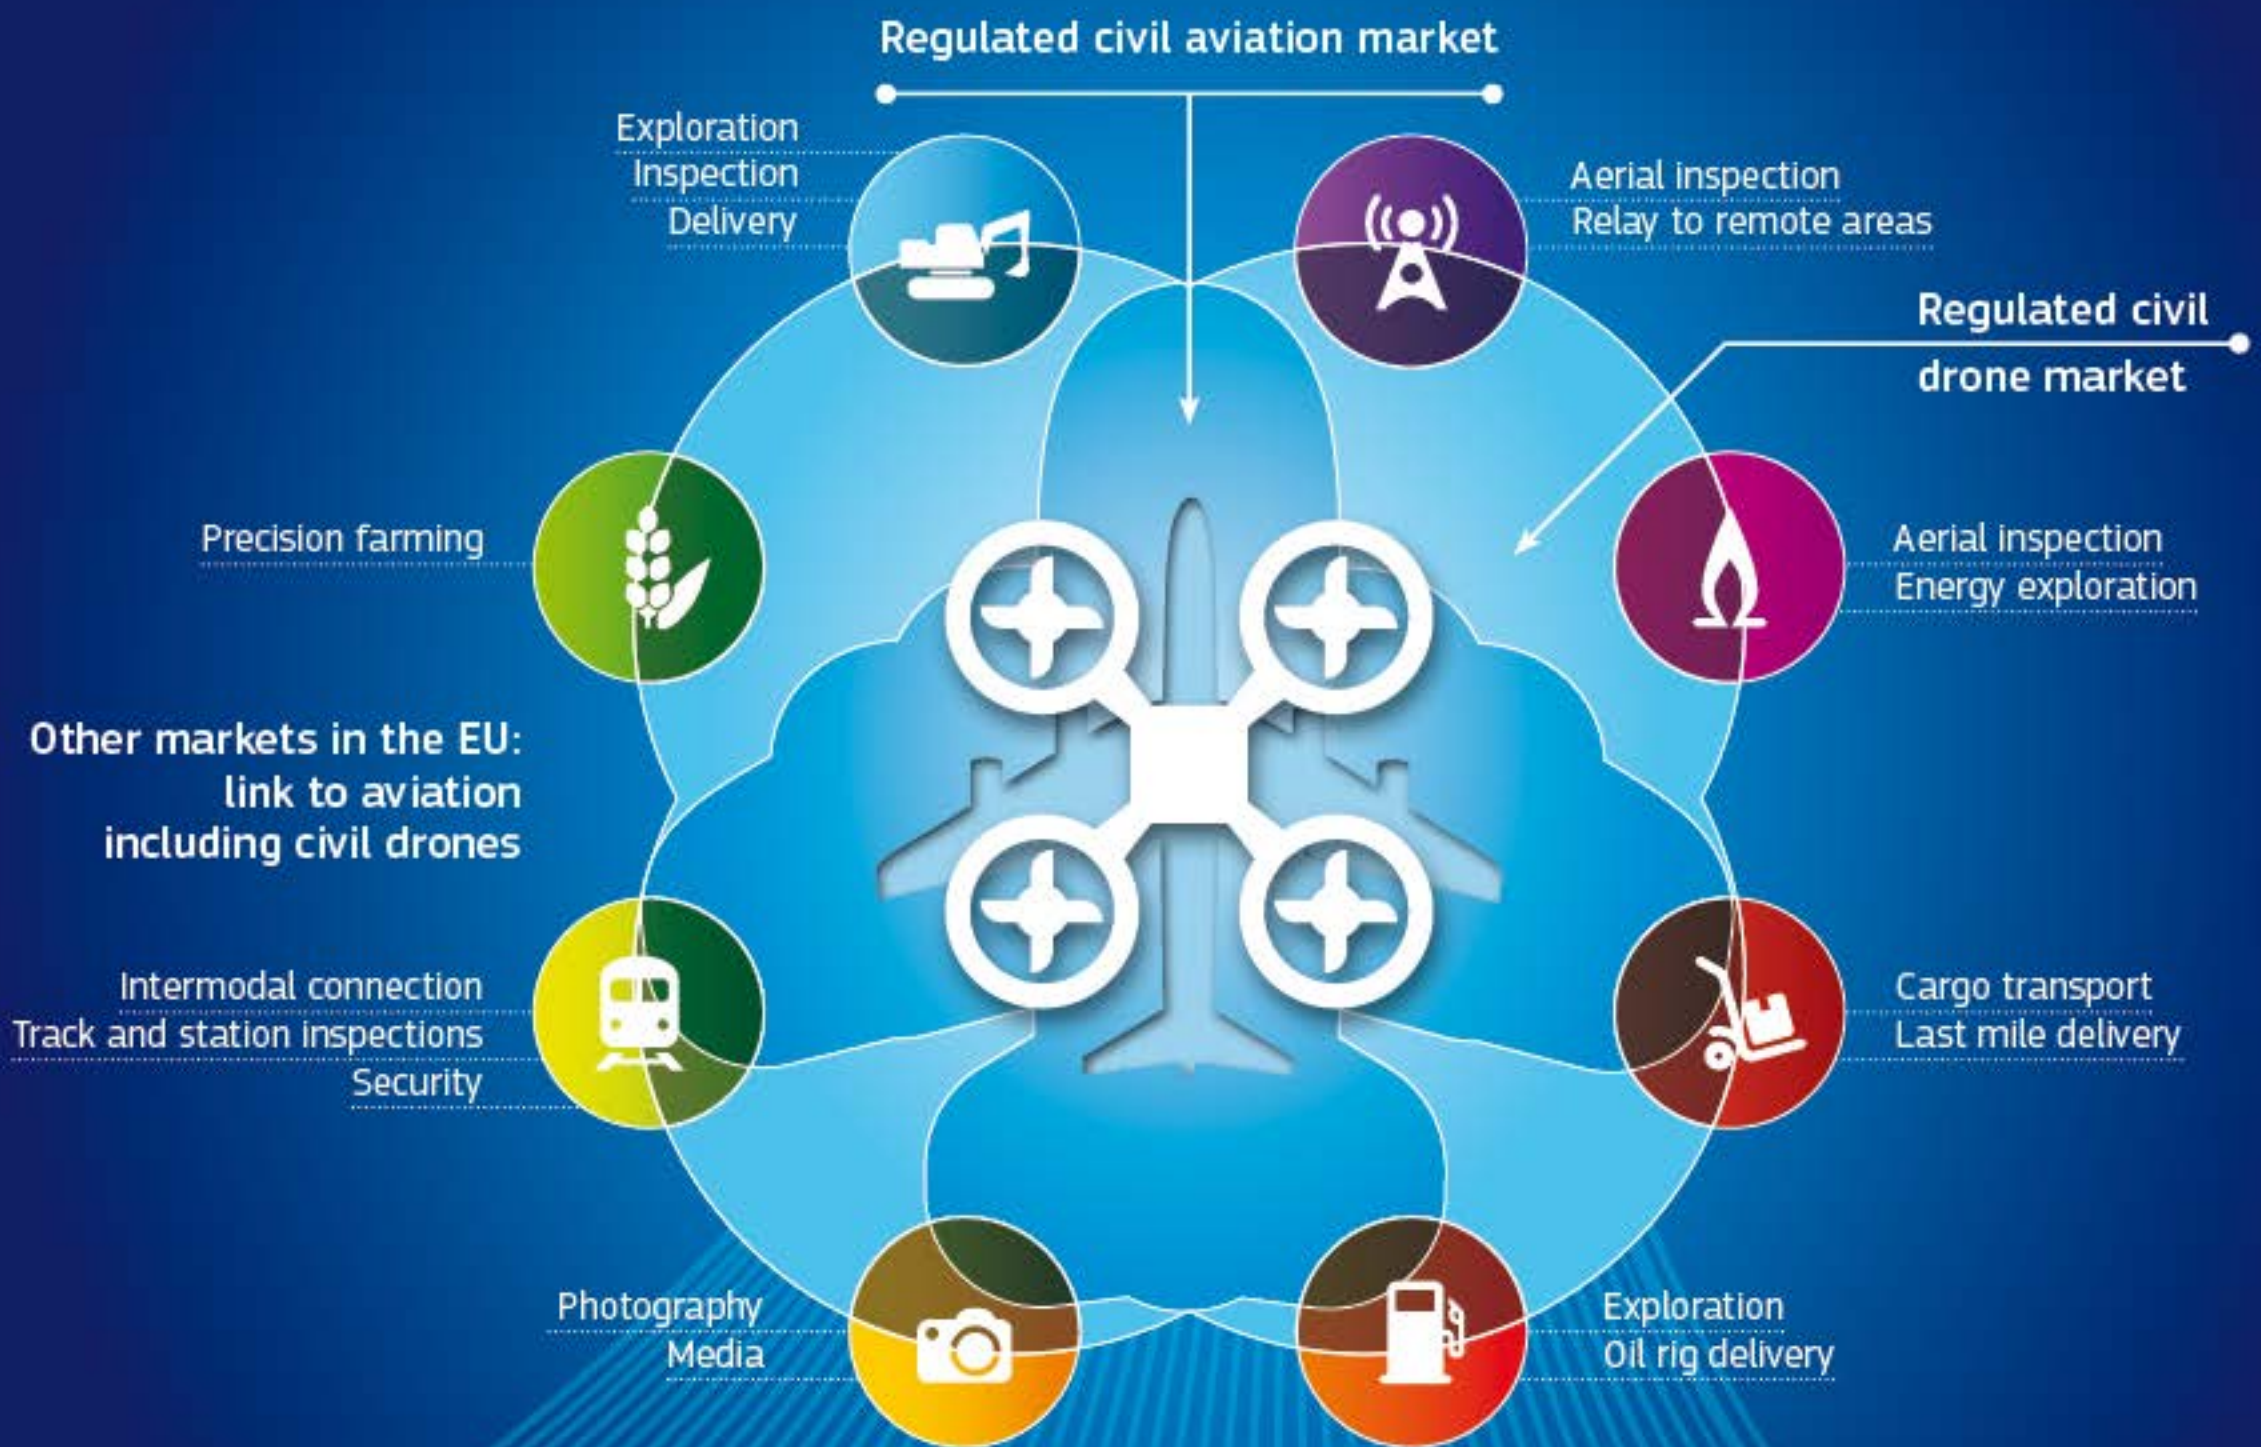 Regulated civil aviation market
Exploration
Inspection
Delivery
Aerial inspection
Relay to remote areas
Regulated civil
drone market
Precision farming
Aerial inspection
Energy exploration
Other markets in the EU:
link to aviation
including civil drones
Intermodal connection
Track and station inspections
Security
Cargo transport
Last mile delivery
Photography
Media
Exploration
Oil rig delivery